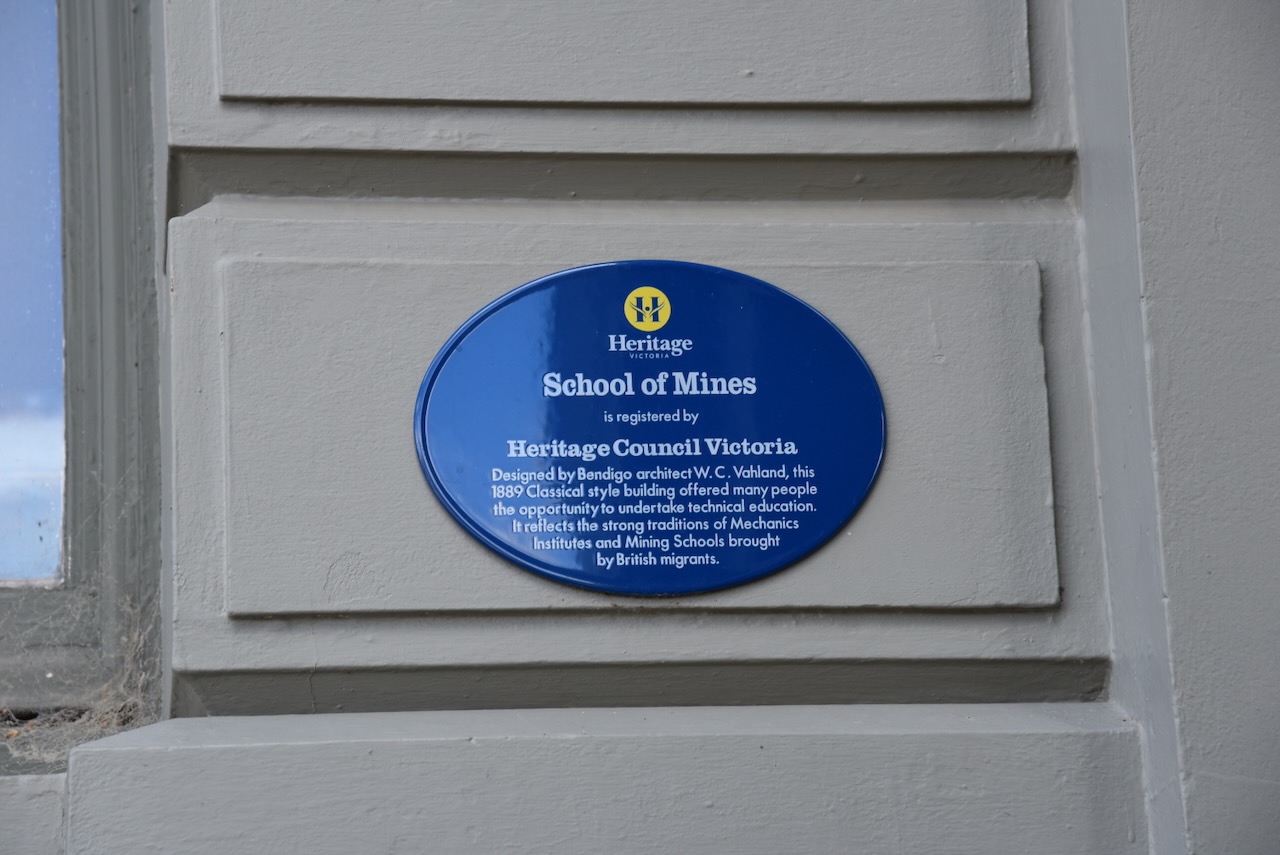 H
Heritage
VICTORIA
School of Mines
is registered by
Heritage Council Victoria
Designed by Bendigo architect W. C. Vahland, this
1889 Classical style building offered many people
the opportunity to undertake technical education.
It reflects the strong traditions of Mechanics
Institutes and Mining Schools brought
by British migrants.